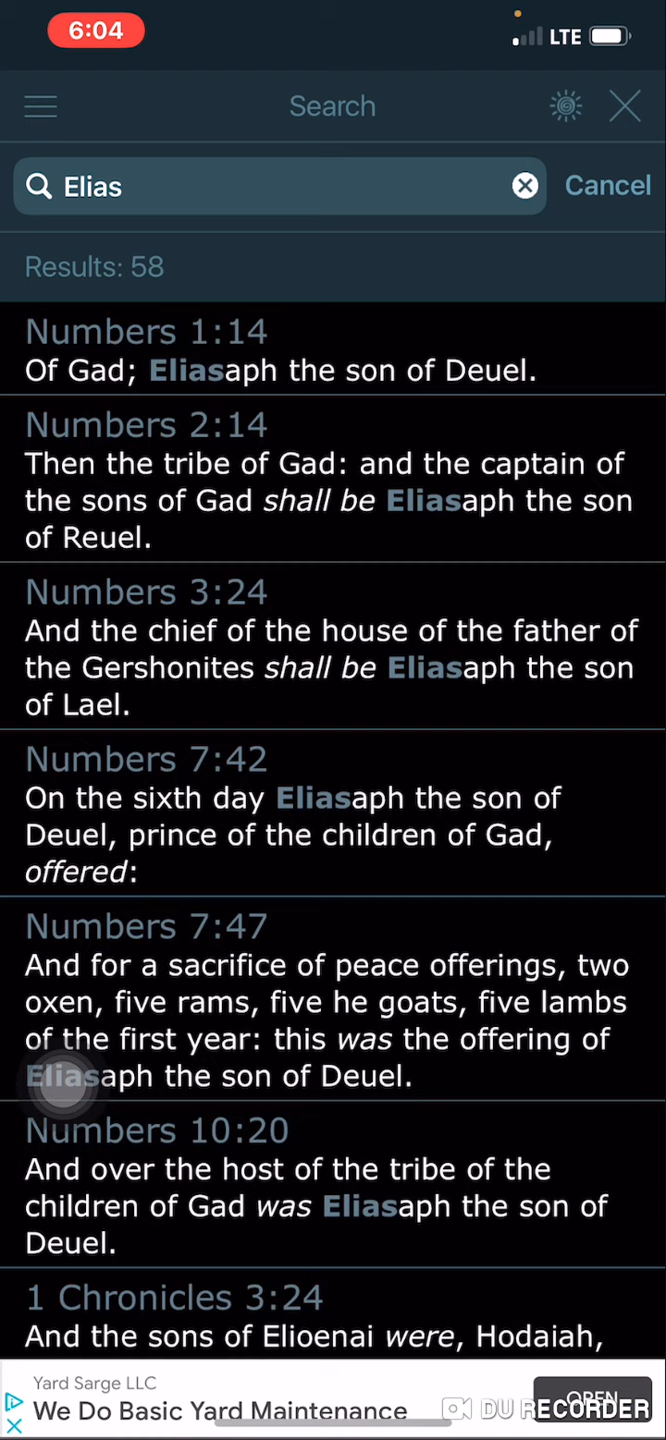 6:04
LTE
Search
Elias
Cancel
Results: 58
Numbers 1:14
Of Gad; Eliasaph the son of Deuel.
Numbers 2:14
Then the tribe of Gad: and the captain of
the sons of Gad shall be Eliasaph the son
of Reuel.
Numbers 3:24
And the chief of the house of the father of
the Gershonites shall be Eliasaph the son
of Lael.
Numbers 7:42
On the sixth day Eliasaph the son of
Deuel, prince of the children of Gad,
offered:
Numbers 7:47
And for a sacrifice of peace offerings, two
oxen, five rams, five he goats, five lambs
of the first year: this was the offering of
Eliasaph the son of Deuel.
Numbers 10:20
And over the host of the tribe of the
children of Gad was Eliasaph the son of
Deuel.
1 Chronicles 3:24
And the sons of Elioenai were, Hodaiah,
Yard Sarge LLC
We Do Basic Yard Maintenance
OPEN
DU RECORDER